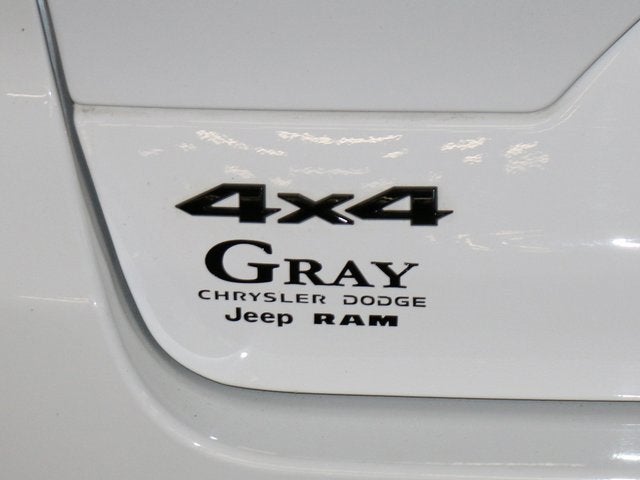 4x4
GRAY
CHRYSLER DODGE
Jeep RAM